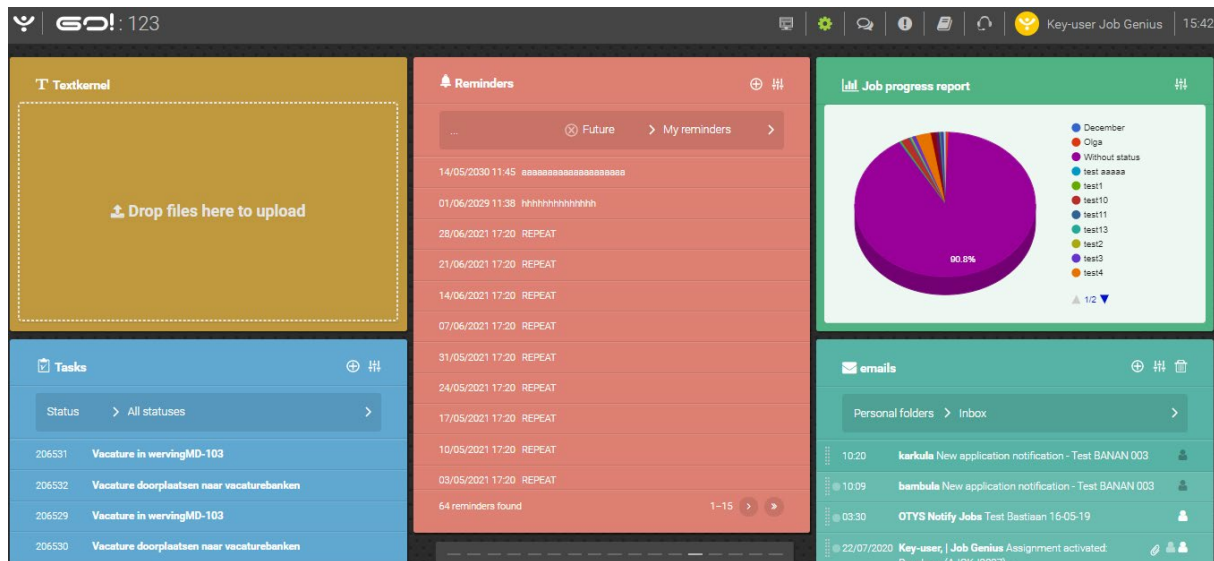 GO!: 123
Key-user Job Genius
15:42
Textkernel
Drop files here to upload
Tasks
Status > All statuses >
206531 Vacature in wervingMD-103
206532 Vacature doorplaatsen naar vacaturebanken
206529 Vacature in wervingMD-103
206530 Vacature doorplaatsen naar vacaturebanken
Reminders
... Future > My reminders >
14/05/2030 11:45 aaaaaaaaaaaaaaaaaaaa
01/06/2029 11:38 hhhhhhhhhhhhhh
28/06/2021 17:20 REPEAT
21/06/2021 17:20 REPEAT
14/06/2021 17:20 REPEAT
07/06/2021 17:20 REPEAT
31/05/2021 17:20 REPEAT
24/05/2021 17:20 REPEAT
17/05/2021 17:20 REPEAT
10/05/2021 17:20 REPEAT
03/05/2021 17:20 REPEAT
64 reminders found 1–15
Job progress report
90.8%
December
Olga
Without status
test aaaaa
test1
test10
test11
test13
test2
test3
test4
1/2
emails
Personal folders > Inbox >
10:20 karkula New application notification - Test BANAN 003
10:09 bambula New application notification - Test BANAN 003
03:30 OTYS Notify Jobs Test Bastiaan 16-05-19
22/07/2020 Key-user, | Job Genius Assignment activated: